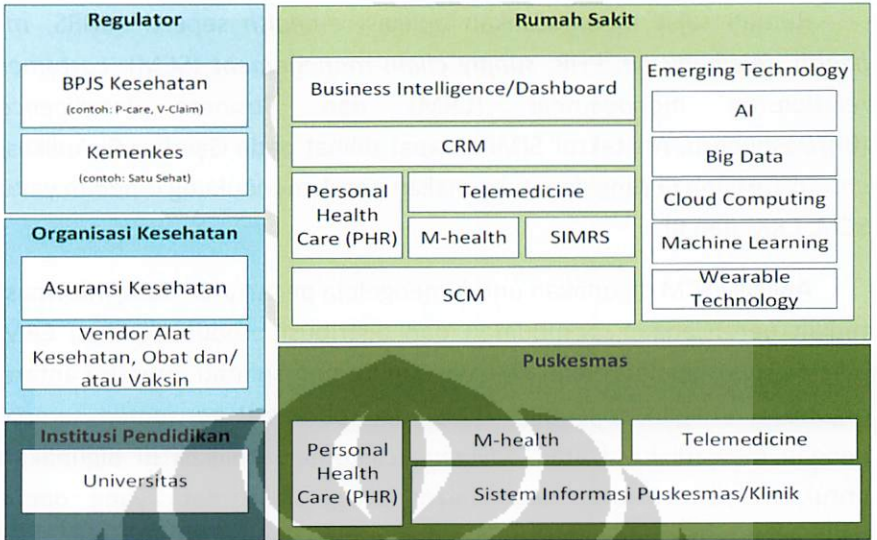 Regulator
BPJS Kesehatan
(contoh: P-care, V-Claim)
Kemenkes
(contoh: Satu Sehat)
Organisasi Kesehatan
Asuransi Kesehatan
Vendor Alat
Kesehatan, Obat dan/
atau Vaksin
Institusi Pendidikan
Universitas
Rumah Sakit
Business Intelligence/Dashboard
CRM
Personal
Health
Care (PHR)
Telemedicine
M-health
SIMRS
SCM
Emerging Technology
AI
Big Data
Cloud Computing
Machine Learning
Wearable
Technology
Puskesmas
Personal
Health
Care (PHR)
M-health
Telemedicine
Sistem Informasi Puskesmas/Klinik